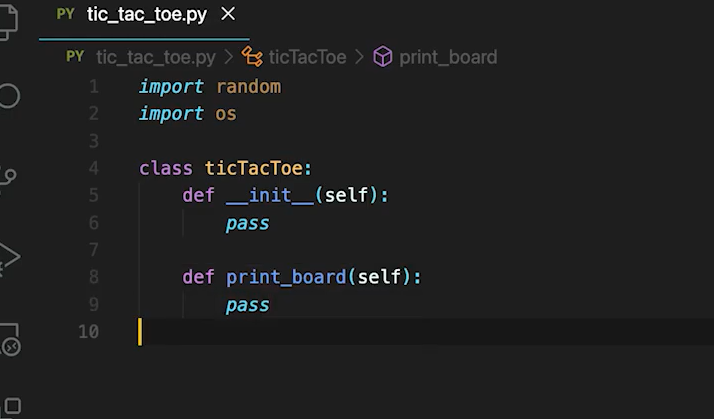 PY tic_tac_toe.py ×
PY tic_tac_toe.py > ticTacToe > print_board
1 import random
2 import os
3
4 class ticTacToe:
5     def __init__(self):
6         pass
7
8     def print_board(self):
9         pass
10